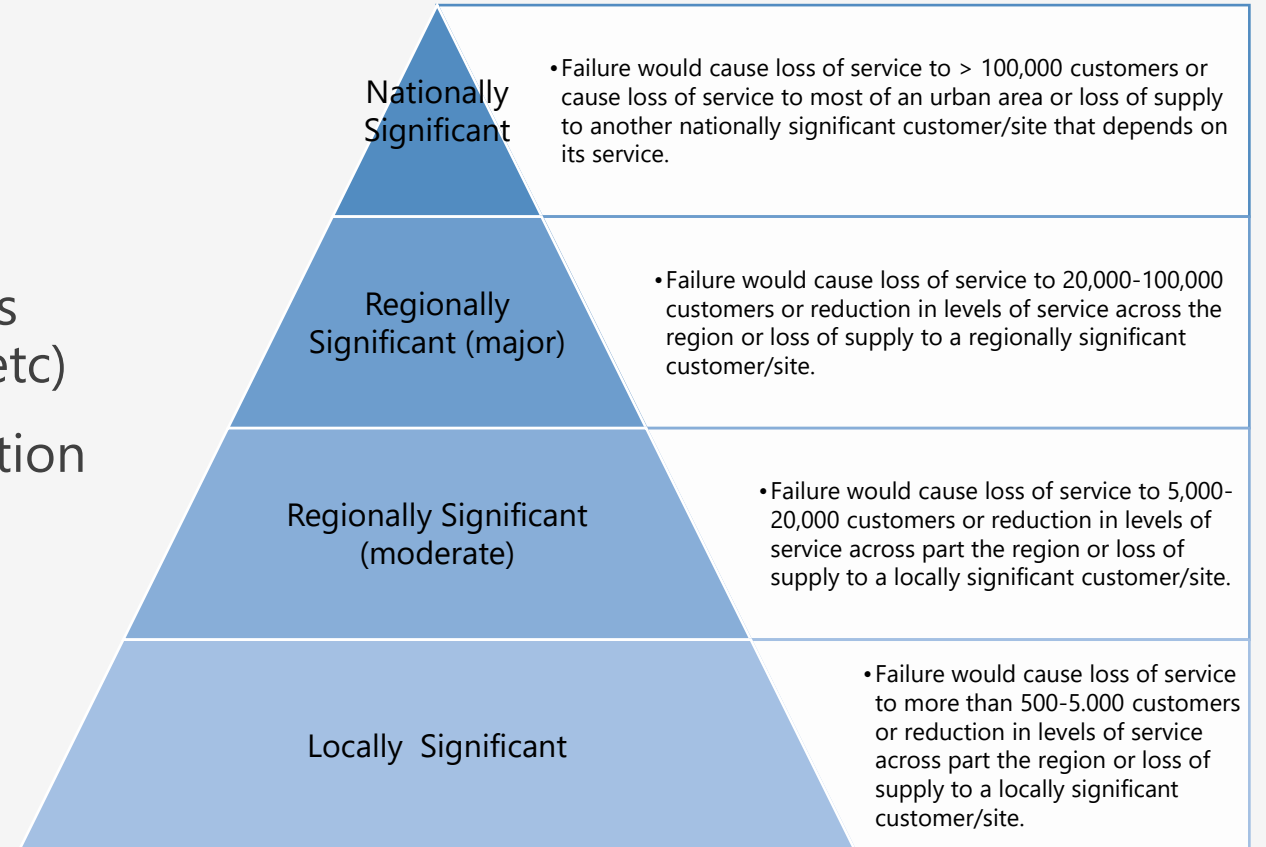 Nationally
Significant
•Failure would cause loss of service to > 100,000 customers or
cause loss of service to most of an urban area or loss of supply
to another nationally significant customer/site that depends on
its service.
s
etc)
tion
Regionally
Significant (major)
•Failure would cause loss of service to 20,000-100,000
customers or reduction in levels of service across the
region or loss of supply to a regionally significant
customer/site.
Regionally Significant
(moderate)
•Failure would cause loss of service to 5,000-
20,000 customers or reduction in levels of
service across part the region or loss of
supply to a locally significant customer/site.
Locally  Significant
•Failure would cause loss of service
to more than 500-5.000 customers
or reduction in levels of service
across part the region or loss of
supply to a locally significant
customer/site.